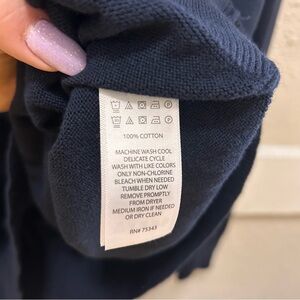 100% COTTON
MACHINE WASH COOL
DELICATE CYCLE
WASH WITH LIKE COLORS
ONLY NON-CHLORINE
BLEACH WHEN NEEDED
TUMBLE DRY LOW
REMOVE PROMPTLY
FROM DRYER
MEDIUM IRON IF NEEDED
OR DRY CLEAN
RN# 75343